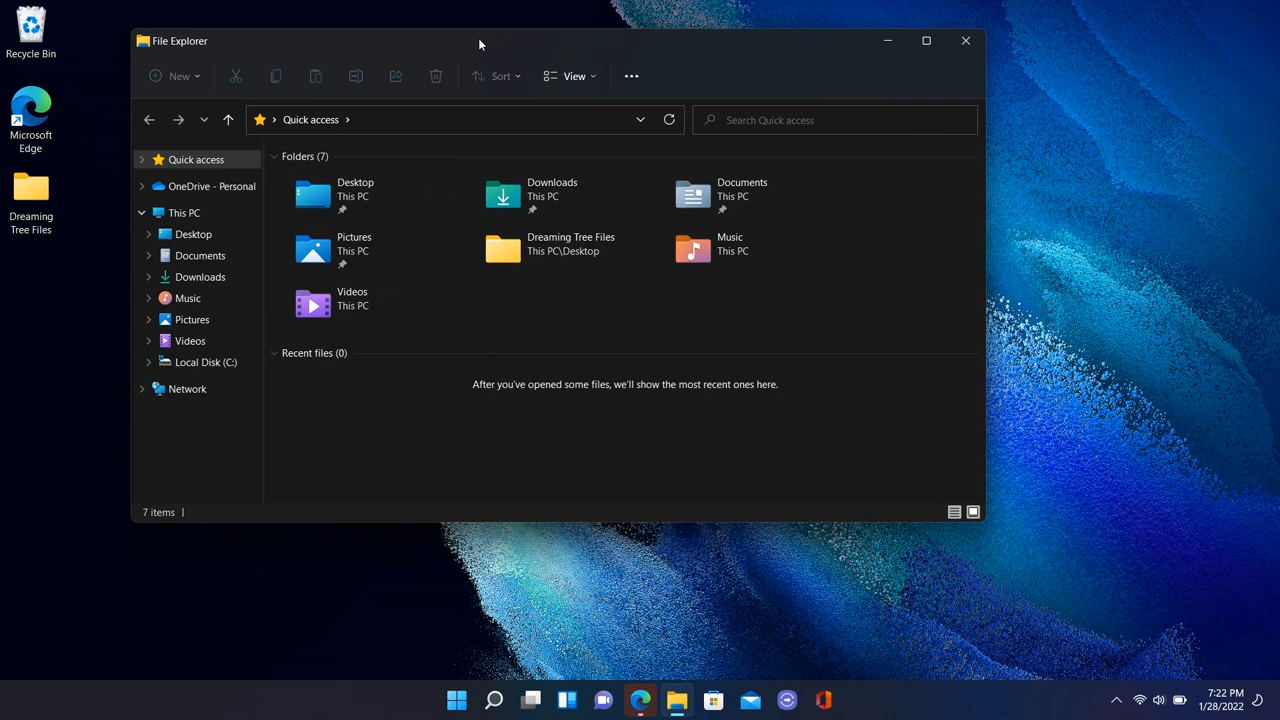 Recycle Bin
Microsoft
Edge
Dreaming
Tree Files
File Explorer
New
Sort
View
Quick access
Search Quick access
Quick access
OneDrive - Personal
This PC
Desktop
Documents
Downloads
Music
Pictures
Videos
Local Disk (C:)
Network
Folders (7)
Desktop
This PC
Downloads
This PC
Documents
This PC
Pictures
This PC
Dreaming Tree Files
This PC\Desktop
Music
This PC
Videos
This PC
Recent files (0)
After you've opened some files, we'll show the most recent ones here.
7 items
7:22 PM
1/28/2022